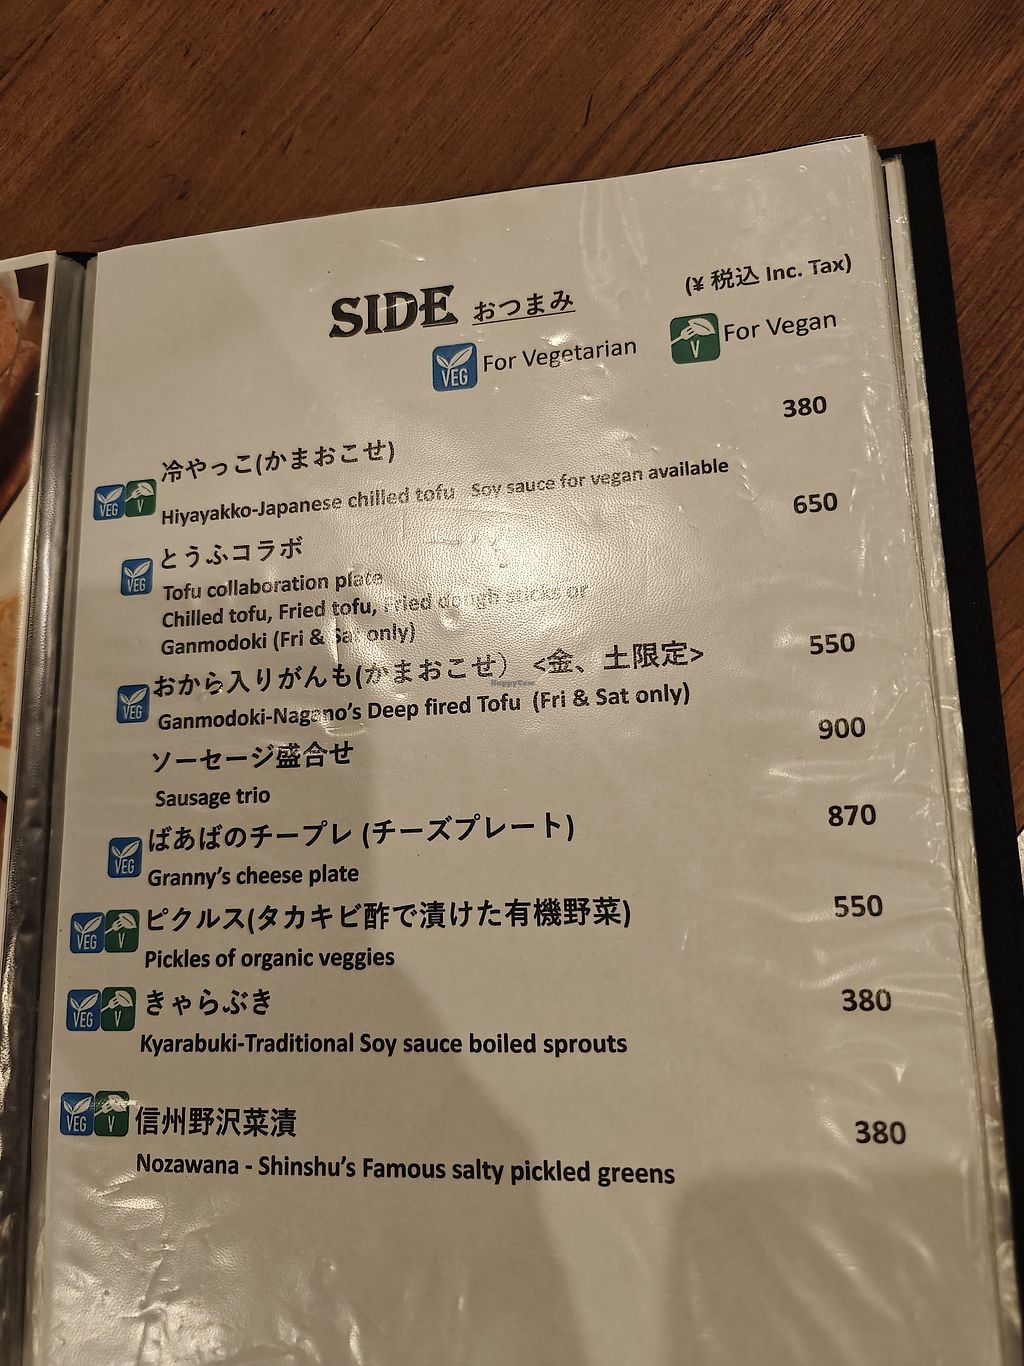 SIDE おつまみ (¥ 税込 Inc. Tax)
VEG For Vegetarian V For Vegan
380
冷やっこ(かまおこせ)
VEG V Hiyayakko-Japanese chilled tofu Soy sauce for vegan available
650
とうふコラボ
VEG Tofu collaboration plate
Chilled tofu, Fried tofu, Fried dough sticks or
Ganmodoki (Fri & Sat only)
550
おから入りがんも(かまおこせ) <金、土限定>
VEG Ganmodoki-Nagano's Deep fired Tofu (Fri & Sat only)
HappyCow
900
ソーセージ盛合せ
Sausage trio
870
ばあばのチープレ (チーズプレート)
VEG Granny's cheese plate
550
VEG V ピクルス(タカキビ酢で漬けた有機野菜)
Pickles of organic veggies
380
VEG V きゃらぶき
Kyarabuki-Traditional Soy sauce boiled sprouts
VEG V 信州野沢菜漬
380
Nozawana - Shinshu's Famous salty pickled greens